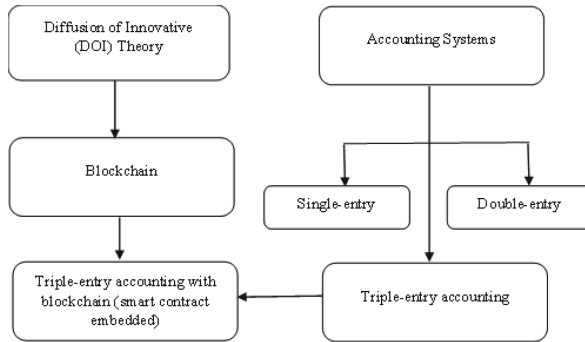 Diffusion of Innovative
(DOI) Theory
Accounting Systems
Blockchain
Single-entry
Double-entry
Triple-entry accounting with
blockchain (smart contract
embedded)
Triple-entry accounting